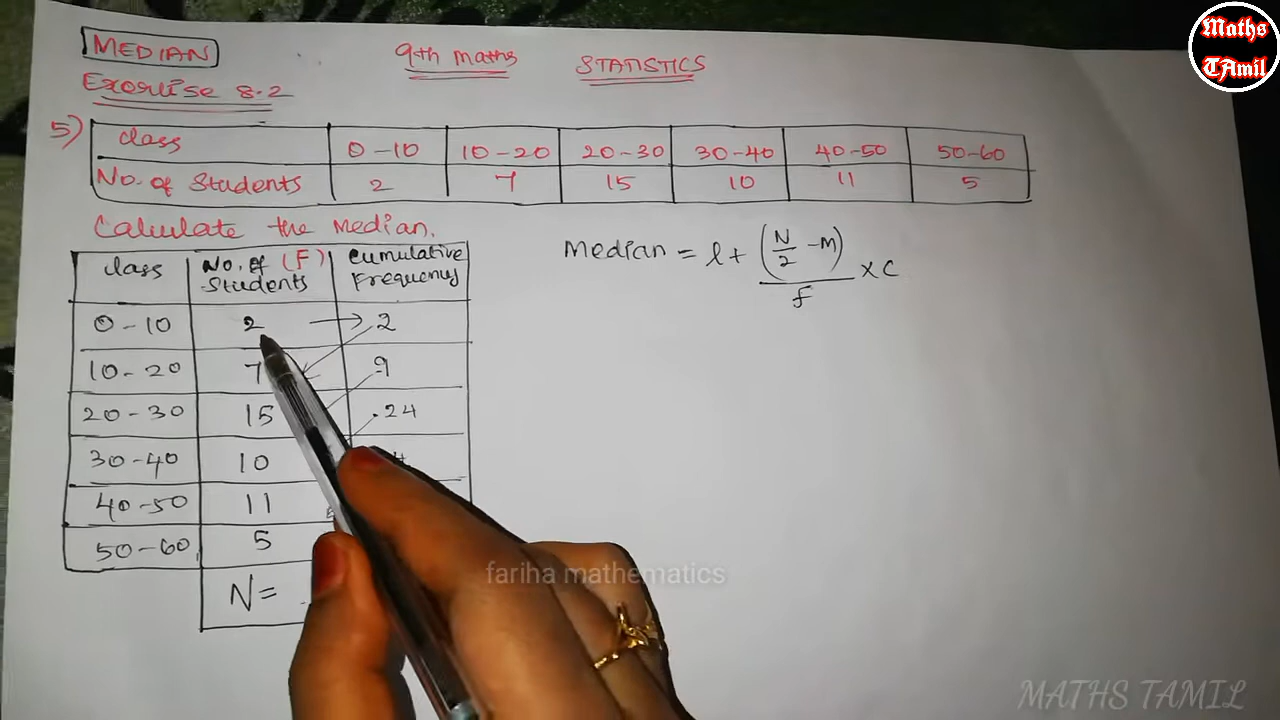 MEDIAN
9th maths STATISTICS
Exercise 8.2
5)
class 0-10 10-20 20-30 30-40 40-50 50-60
No. of Students 2 7 15 10 11 5
Calculate the Median.
class No. of (F) Students Cumulative Frequency
0-10 2 2
10-20 7 9
20-30 15 24
30-40 10
40-50 11
50-60 5
N=
Median = l + (N/2 - M)/f x c
Maths TAmil
fariha mathematics
MATHS TAMIL